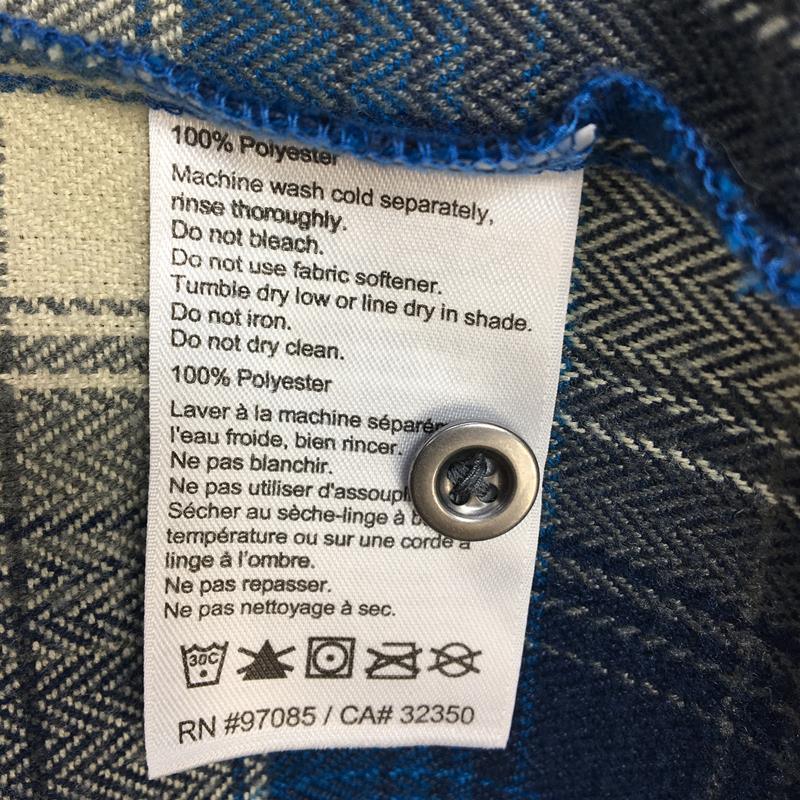 100% Polyester
Machine wash cold separately,
rinse thoroughly.
Do not bleach.
Do not use fabric softener.
Tumble dry low or line dry in shade.
Do not iron.
Do not dry clean.
100% Polyester
Laver à la machine
l'eau froide, bien rincer.
Ne pas blanchir.
Ne pas utiliser
Sécher au sèche-linge à
température ou sur une corde à
linge à l'ombre.
Ne pas repasser.
Ne pas nettoyage à sec.
30C
RN #97085 / CA# 32350